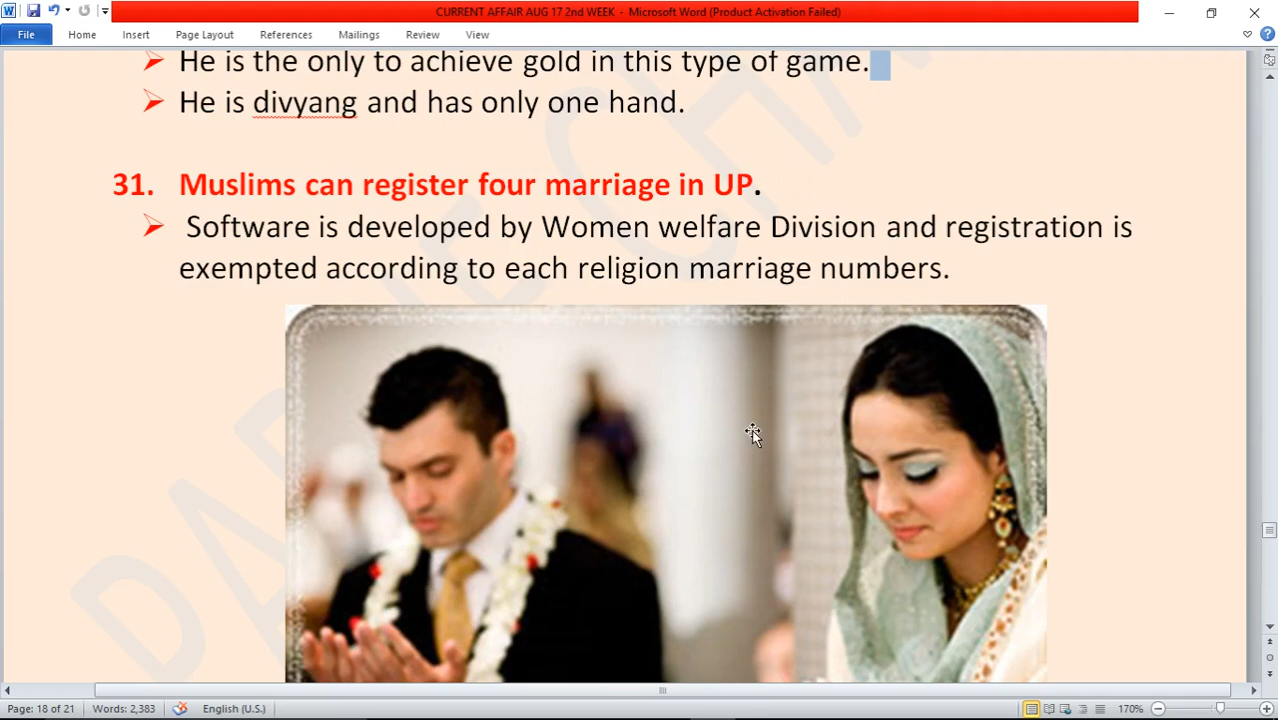 CURRENT AFFAIR AUG 17 2nd WEEK - Microsoft Word (Product Activation Failed)
File Home Insert Page Layout References Mailings Review View
➢ He is the only to achieve gold in this type of game.
➢ He is divyang and has only one hand.
31. Muslims can register four marriage in UP.
➢ Software is developed by Women welfare Division and registration is
exempted according to each religion marriage numbers.
Page: 18 of 21 Words: 2,383 English (U.S.) 170%